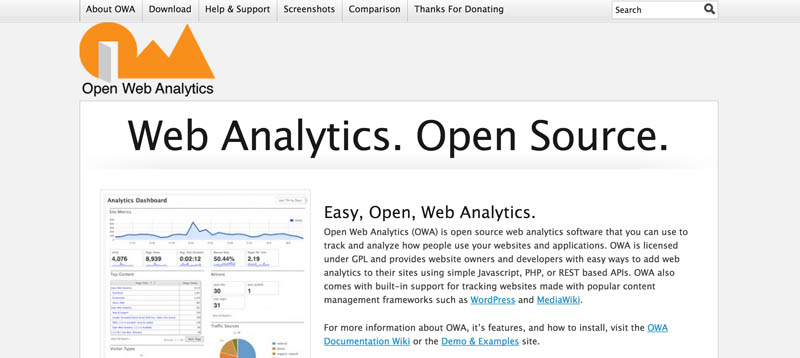 About OWA
Download
Help & Support
Screenshots
Comparison
Thanks For Donating
Search
Open Web Analytics
Web Analytics. Open Source.
Analytics Dashboard
Site Metrics
4,076
8,939
0:02:12
50.44%
2.19
Top Content
Actions
30
1
31
Traffic Sources
Visitor Types
Easy, Open, Web Analytics.
Open Web Analytics (OWA) is open source web analytics software that you can use to
track and analyze how people use your websites and applications. OWA is licensed
under GPL and provides website owners and developers with easy ways to add web
analytics to their sites using simple Javascript, PHP, or REST based APIs. OWA also
comes with built-in support for tracking websites made with popular content
management frameworks such as WordPress and MediaWiki.
For more information about OWA, it's features, and how to install, visit the OWA
Documentation Wiki or the Demo & Examples site.